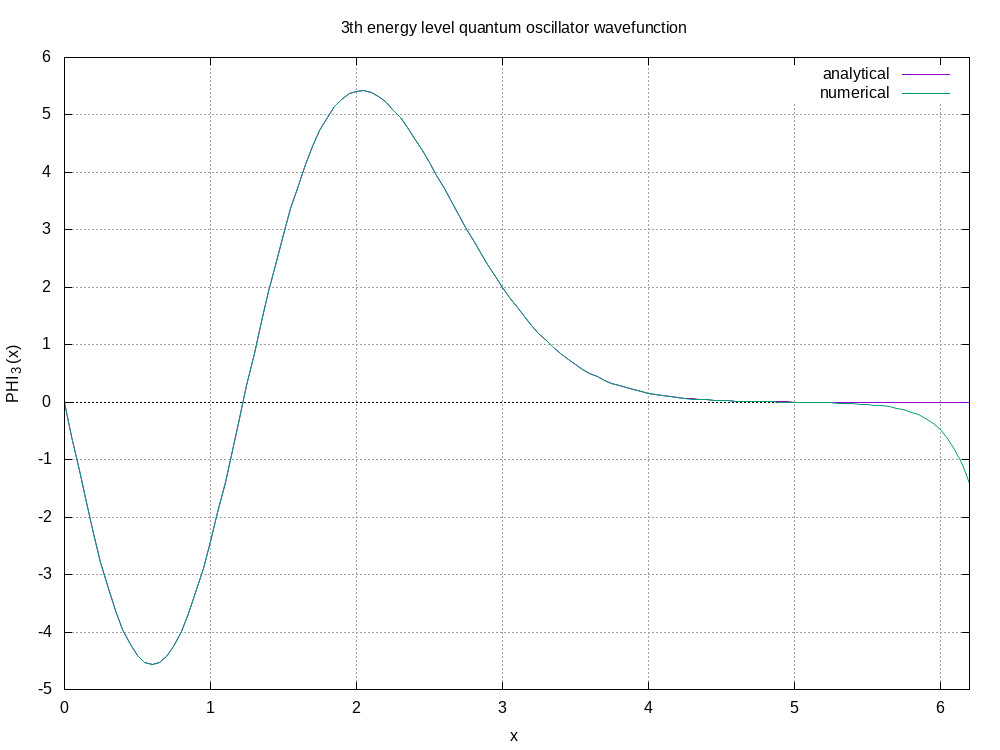 3th energy level quantum oscillator wavefunction
analytical
numerical
6
5
4
3
2
1
0
-1
-2
-3
-4
-5
PHI₃(x)
0 1 2 3 4 5 6
x